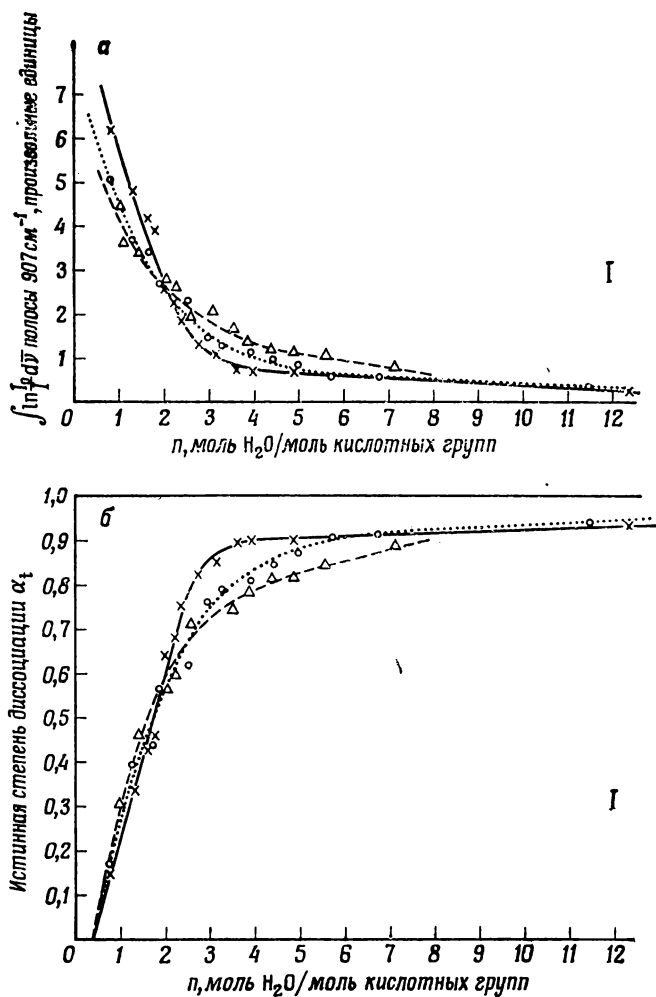 ∫ln I₀/I dν̄ полосы 907 см⁻¹, произвольные единицы
а
7
6
5
4
3
2
1
I
0 1 2 3 4 5 6 7 8 9 10 11 12
n, моль H₂O/моль кислотных групп
Истинная степень диссоциации αₜ
б
1,0
0,9
0,8
0,7
0,6
0,5
0,4
0,3
0,2
0,1
I
0 1 2 3 4 5 6 7 8 9 10 11 12
n, моль H₂O/моль кислотных групп